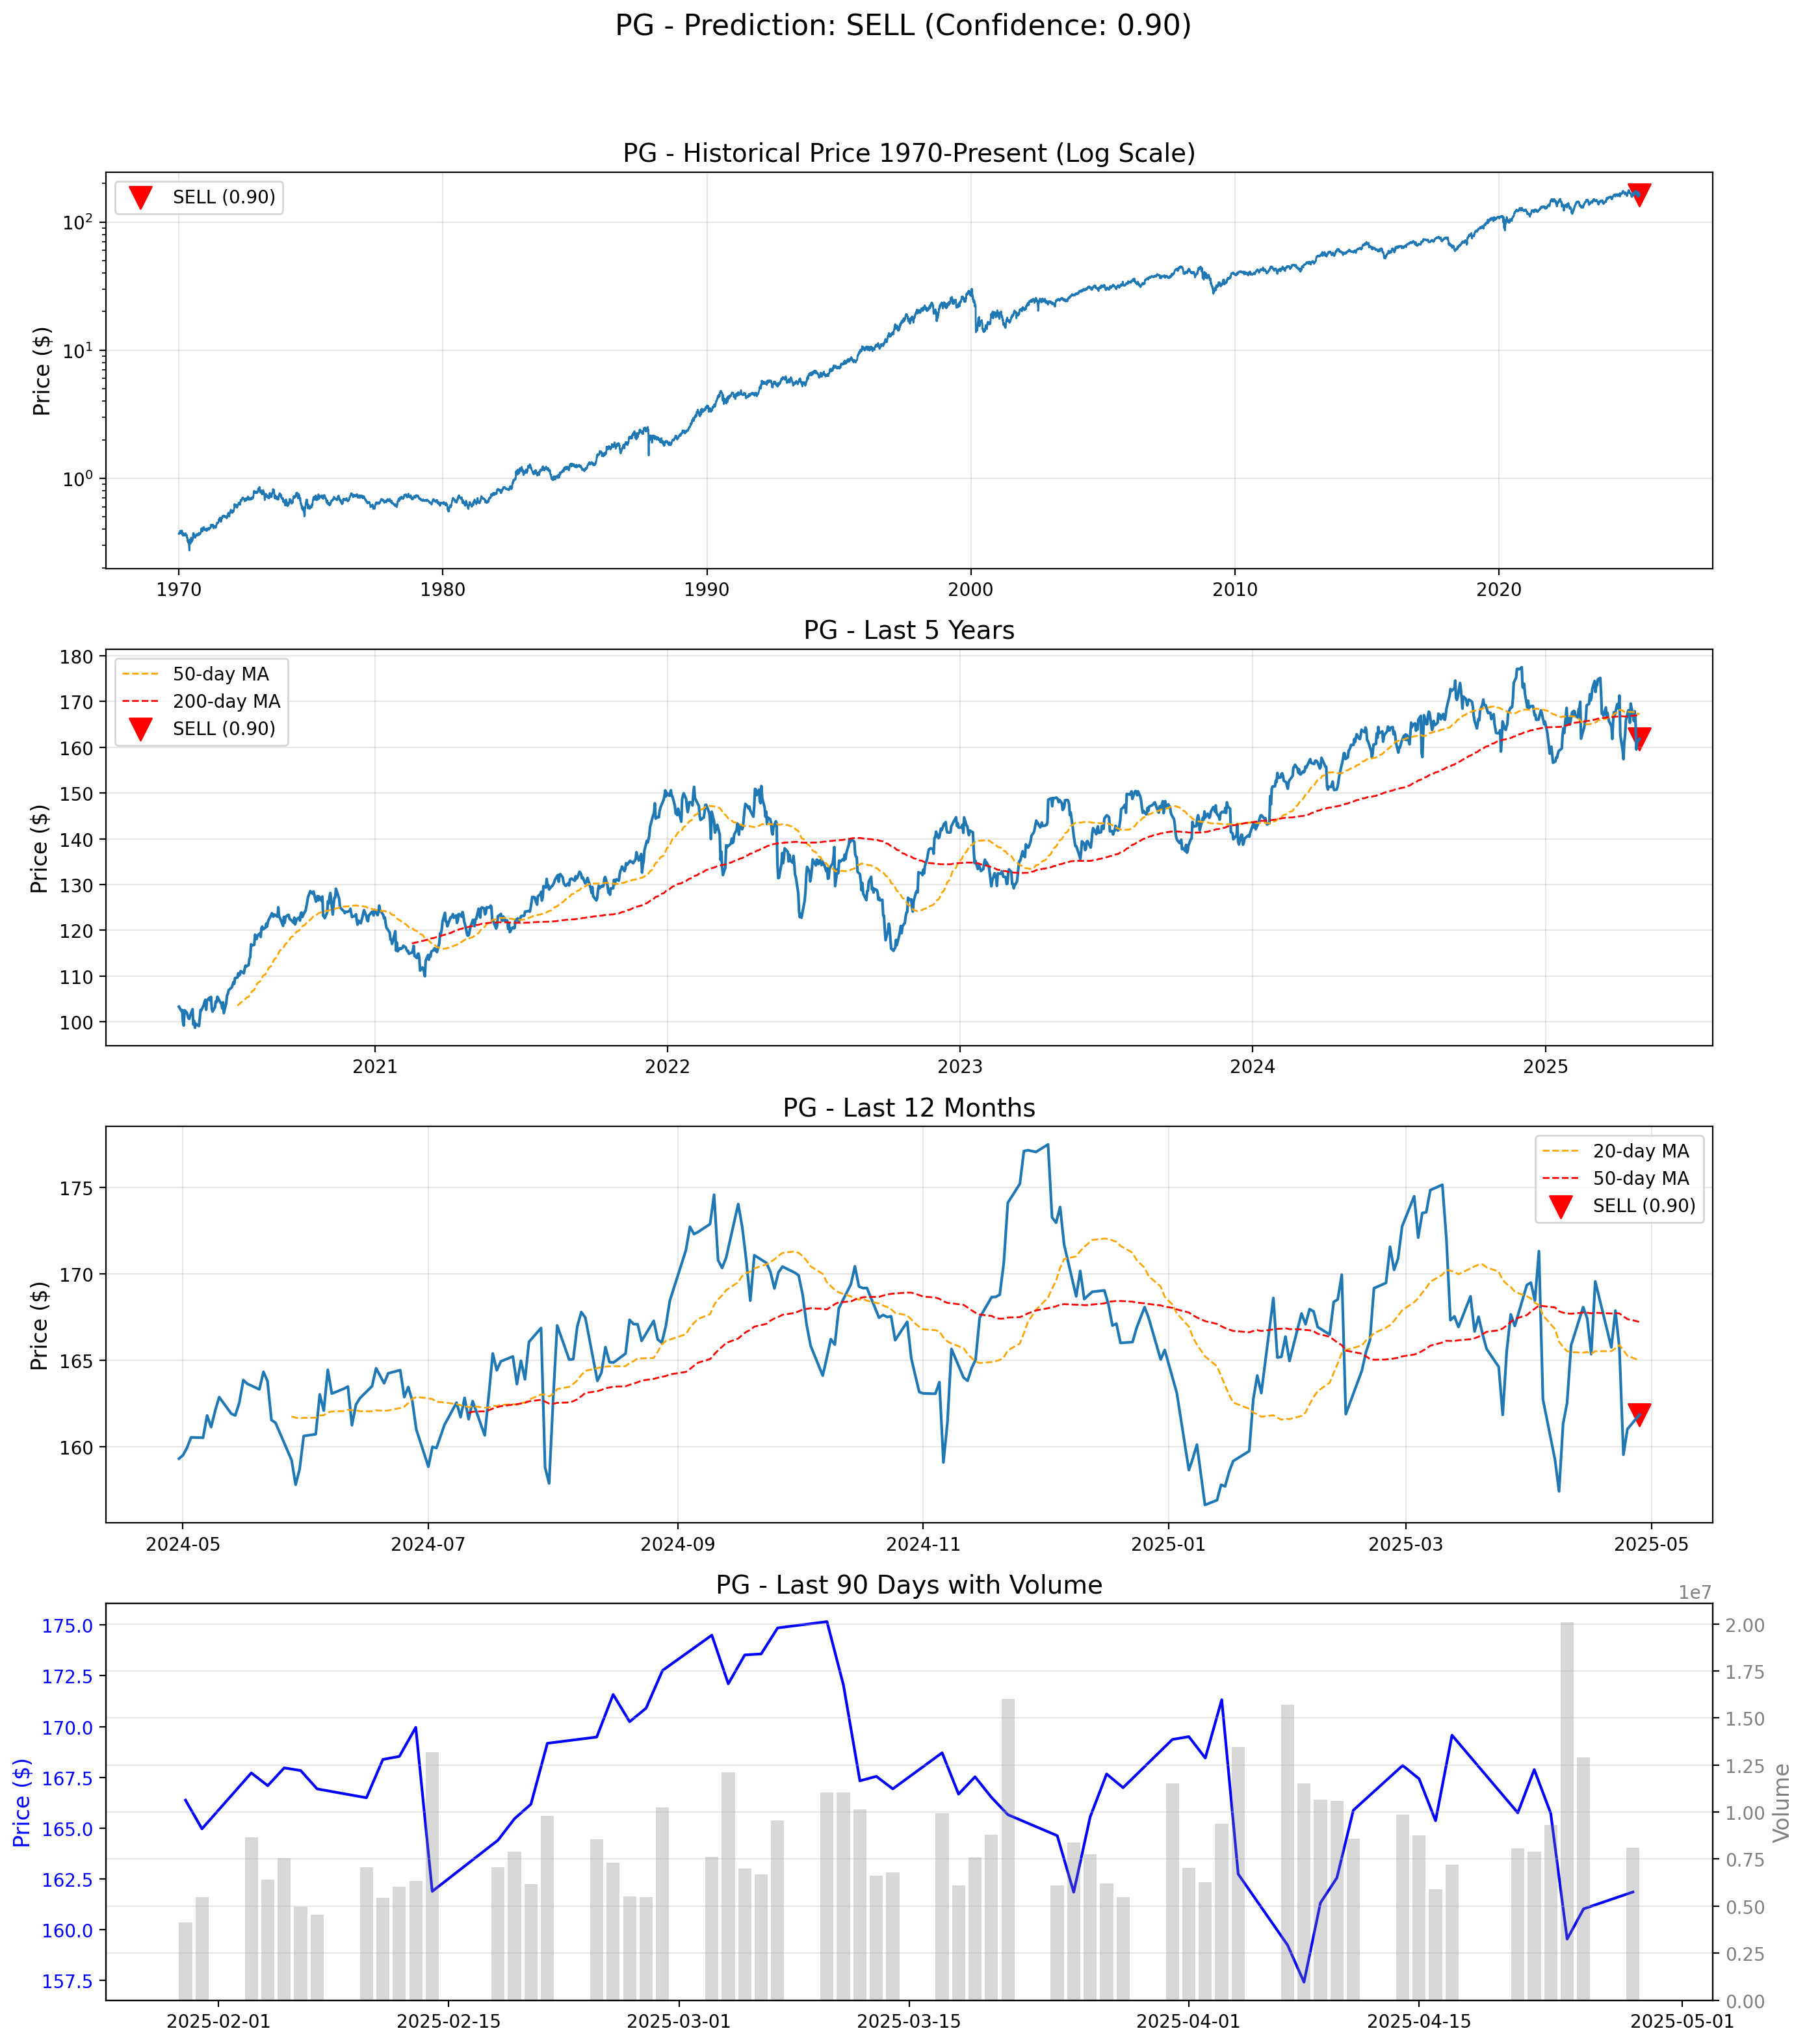 PG - Prediction: SELL (Confidence: 0.90)
PG - Historical Price 1970-Present (Log Scale)
SELL (0.90)
Price ($)
10²
10¹
10⁰
1970 1980 1990 2000 2010 2020
PG - Last 5 Years
50-day MA
200-day MA
SELL (0.90)
Price ($)
180
170
160
150
140
130
120
110
100
2021 2022 2023 2024 2025
PG - Last 12 Months
20-day MA
50-day MA
SELL (0.90)
Price ($)
175
170
165
160
2024-05 2024-07 2024-09 2024-11 2025-01 2025-03 2025-05
PG - Last 90 Days with Volume
1e7
Price ($)
175.0
172.5
170.0
167.5
165.0
162.5
160.0
157.5
2.00
1.75
1.50
1.25
1.00
0.75
0.50
0.25
0.00
Volume
2025-02-01 2025-02-15 2025-03-01 2025-03-15 2025-04-01 2025-04-15 2025-05-01